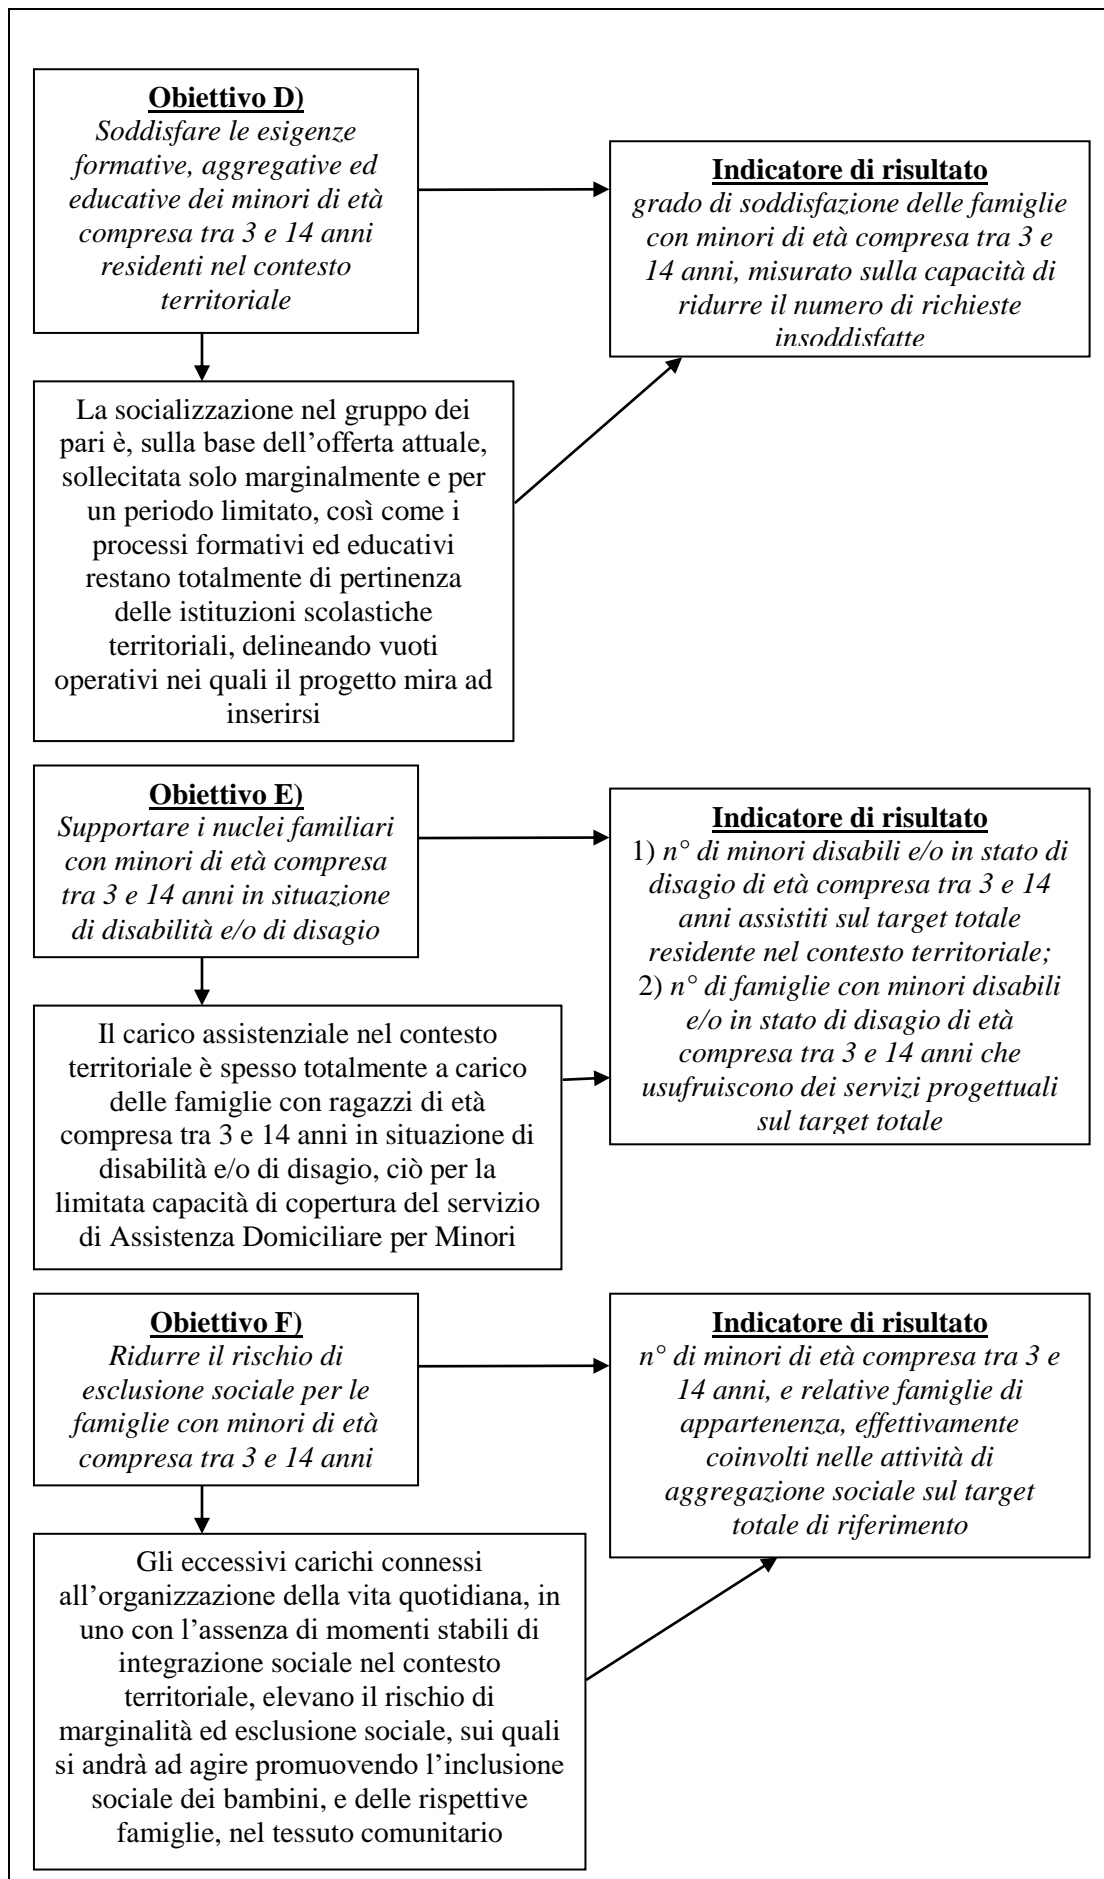 Obiettivo D)
Soddisfare le esigenze
formative, aggregative ed
educative dei minori di età
compresa tra 3 e 14 anni
residenti nel contesto
territoriale
Indicatore di risultato
grado di soddisfazione delle famiglie
con minori di età compresa tra 3 e
14 anni, misurato sulla capacità di
ridurre il numero di richieste
insoddisfatte
La socializzazione nel gruppo dei
pari è, sulla base dell’offerta attuale,
sollecitata solo marginalmente e per
un periodo limitato, così come i
processi formativi ed educativi
restano totalmente di pertinenza
delle istituzioni scolastiche
territoriali, delineando vuoti
operativi nei quali il progetto mira ad
inserirsi
Obiettivo E)
Supportare i nuclei familiari
con minori di età compresa
tra 3 e 14 anni in situazione
di disabilità e/o di disagio
Indicatore di risultato
1) n° di minori disabili e/o in stato di
disagio di età compresa tra 3 e 14
anni assistiti sul target totale
residente nel contesto territoriale;
2) n° di famiglie con minori disabili
e/o in stato di disagio di età
compresa tra 3 e 14 anni che
usufruiscono dei servizi progettuali
sul target totale
Il carico assistenziale nel contesto
territoriale è spesso totalmente a carico
delle famiglie con ragazzi di età
compresa tra 3 e 14 anni in situazione di
disabilità e/o di disagio, ciò per la
limitata capacità di copertura del servizio
di Assistenza Domiciliare per Minori
Obiettivo F)
Ridurre il rischio di
esclusione sociale per le
famiglie con minori di età
compresa tra 3 e 14 anni
Indicatore di risultato
n° di minori di età compresa tra 3 e
14 anni, e relative famiglie di
appartenenza, effettivamente
coinvolti nelle attività di
aggregazione sociale sul target
totale di riferimento
Gli eccessivi carichi connessi
all’organizzazione della vita quotidiana, in
uno con l’assenza di momenti stabili di
integrazione sociale nel contesto
territoriale, elevano il rischio di
marginalità ed esclusione sociale, sui quali
si andrà ad agire promuovendo l’inclusione
sociale dei bambini, e delle rispettive
famiglie, nel tessuto comunitario